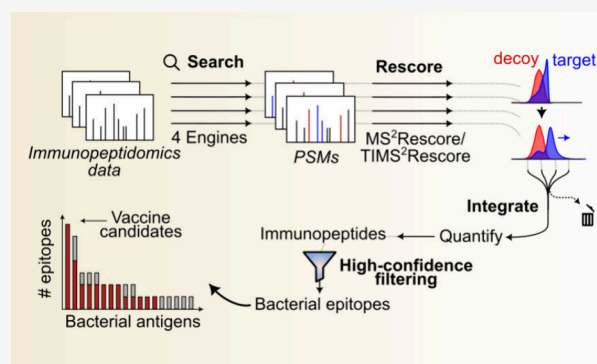 Search
Rescore
decoy
target
4 Engines
MS²Rescore/
TIMS²Rescore
Immunopeptidomics
data
PSMs
Integrate
Quantify
Immunopeptides
High-confidence
filtering
Bacterial epitopes
Vaccine
candidates
# epitopes
Bacterial antigens